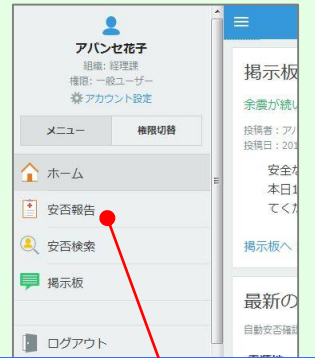 アバンセ花子
組織: 経理課
権限: 一般ユーザー
アカウント設定
メニュー
権限切替
ホーム
安否報告
安否検索
掲示板
ログアウト
掲示板
余震が続い
投稿者：アバ
投稿日：201
安全な
本日1
てくだ
掲示板へ
最新の
自動安否確認